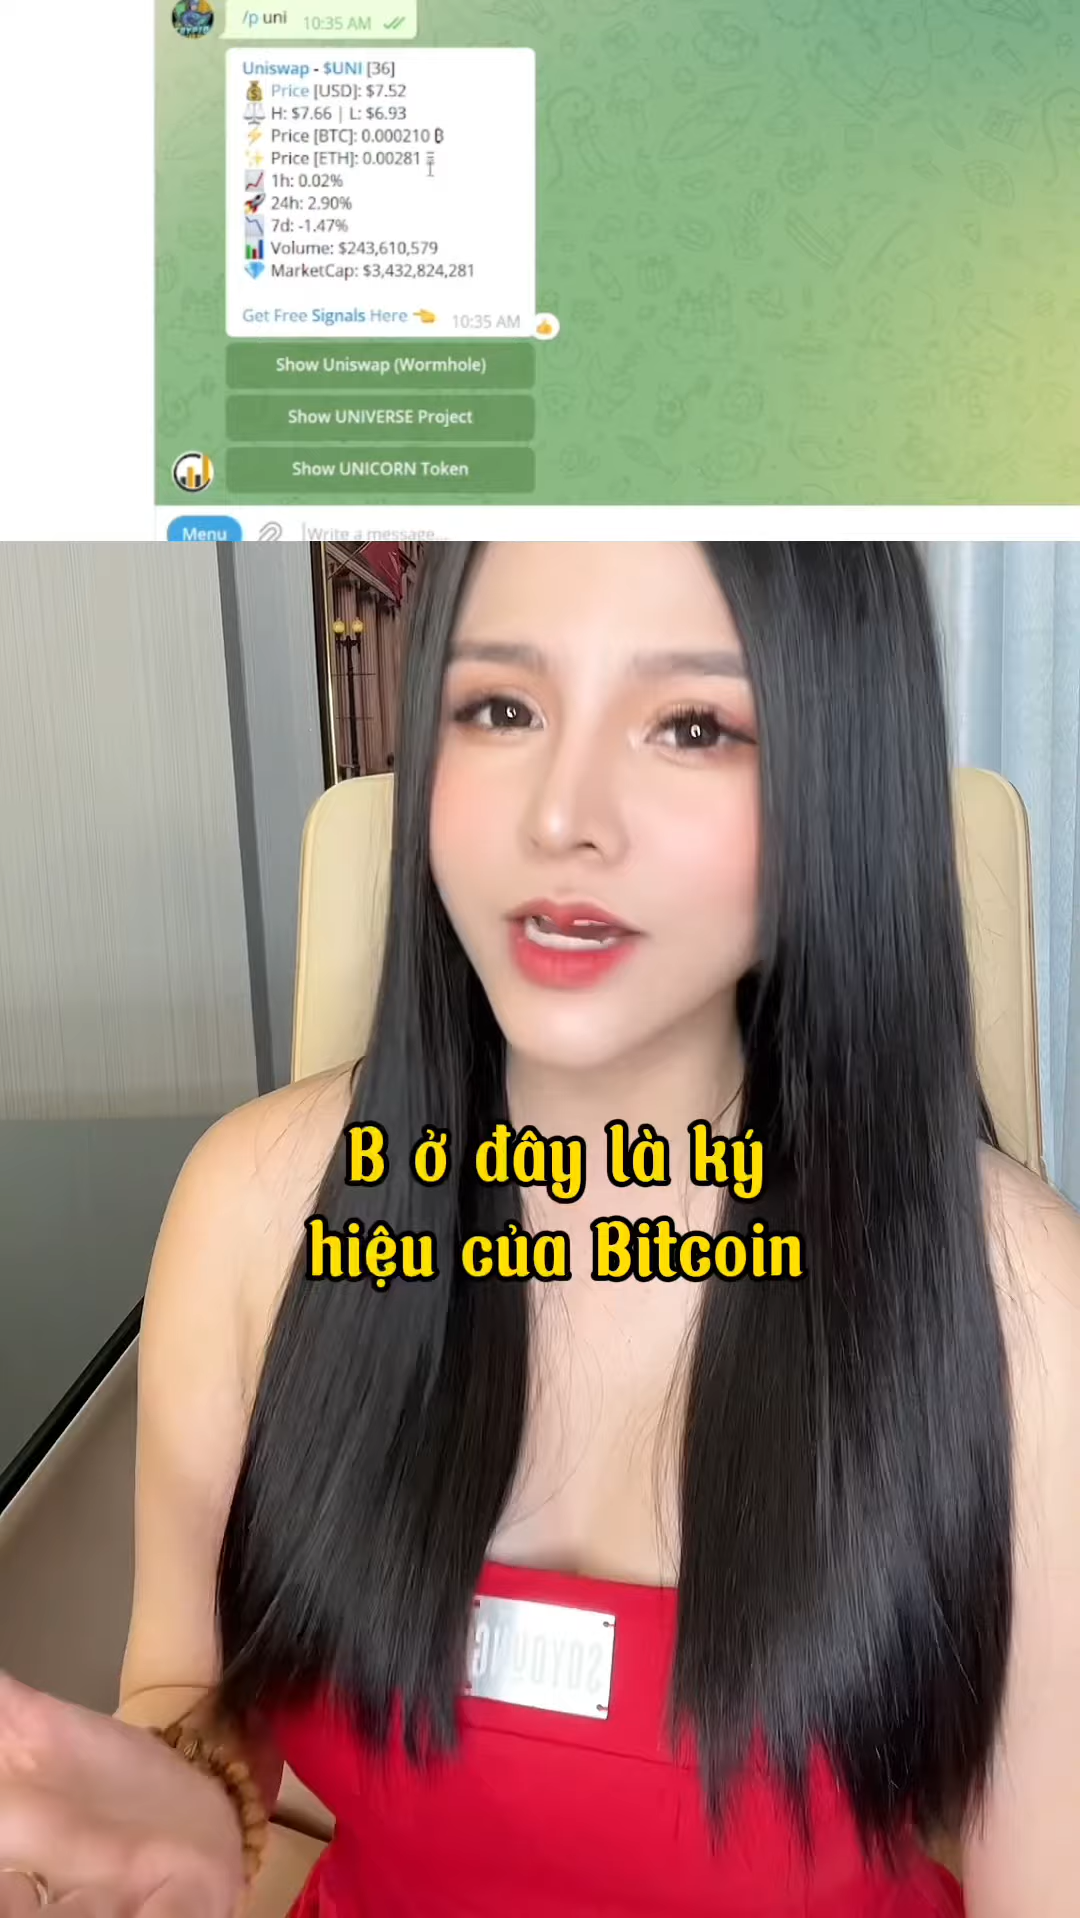 /p uni 10:35 AM
Uniswap - $UNI [36]
Price [USD]: $7.52
H: $7.66 | L: $6.93
Price [BTC]: 0.000210 ₿
Price [ETH]: 0.00281 Ξ
1h: 0.02%
24h: 2.90%
7d: -1.47%
Volume: $243,610,579
MarketCap: $3,432,824,281
Get Free Signals Here 10:35 AM
Show Uniswap (Wormhole)
Show UNIVERSE Project
Show UNICORN Token
Menu Write a message...
B ở đây là ký
hiệu của Bitcoin